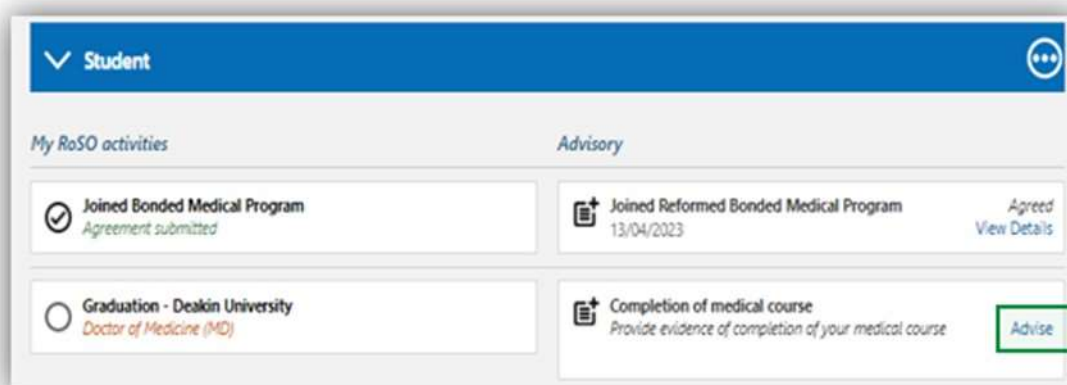 Student
My RoSO activities
Advisory
Joined Bonded Medical Program
Agreement submitted
Joined Reformed Bonded Medical Program
Agreed
13/04/2023
View Details
Graduation - Deakin University
Doctor of Medicine (MD)
Completion of medical course
Provide evidence of completion of your medical course
Advise